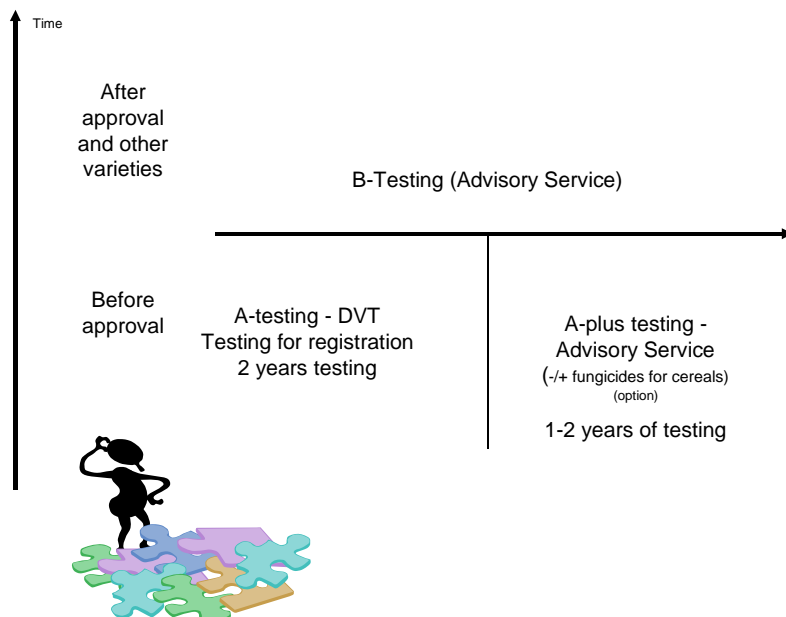 Time
After
approval
and other
varieties
B-Testing (Advisory Service)
Before
approval
A-testing - DVT
Testing for registration
2 years testing
A-plus testing -
Advisory Service
(-/+ fungicides for cereals)
(option)
1-2 years of testing